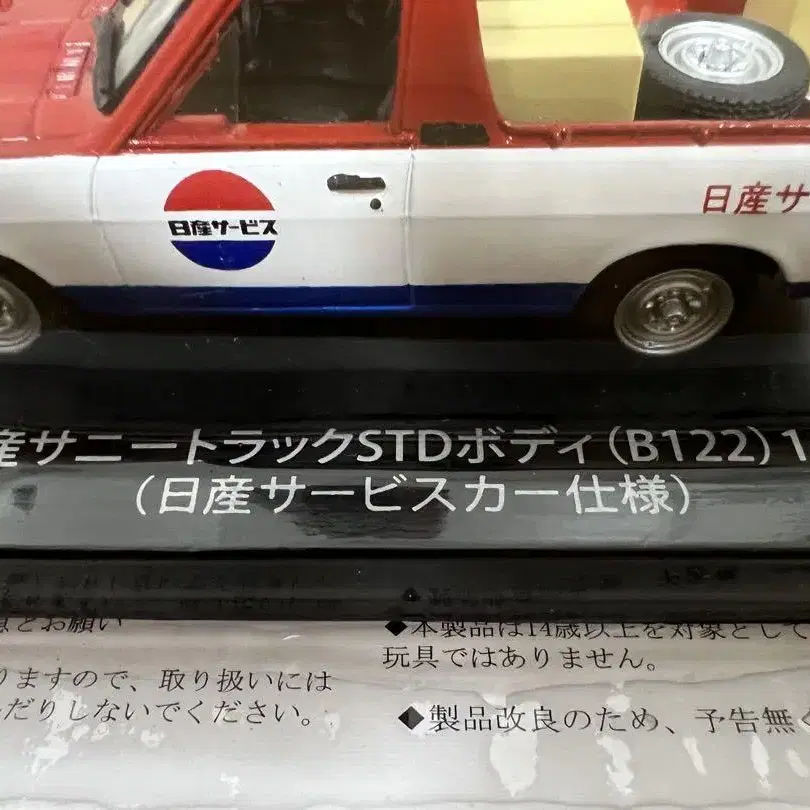 日産サービス
日産サ
産サニートラックSTDボディ(B122)1
(日産サービスカー仕様)
お願い
りますので、取り扱いには
だりしないでください。
◆本製品は14歳以上を対象として
玩具ではありません。
◆製品改良のため、予告無く